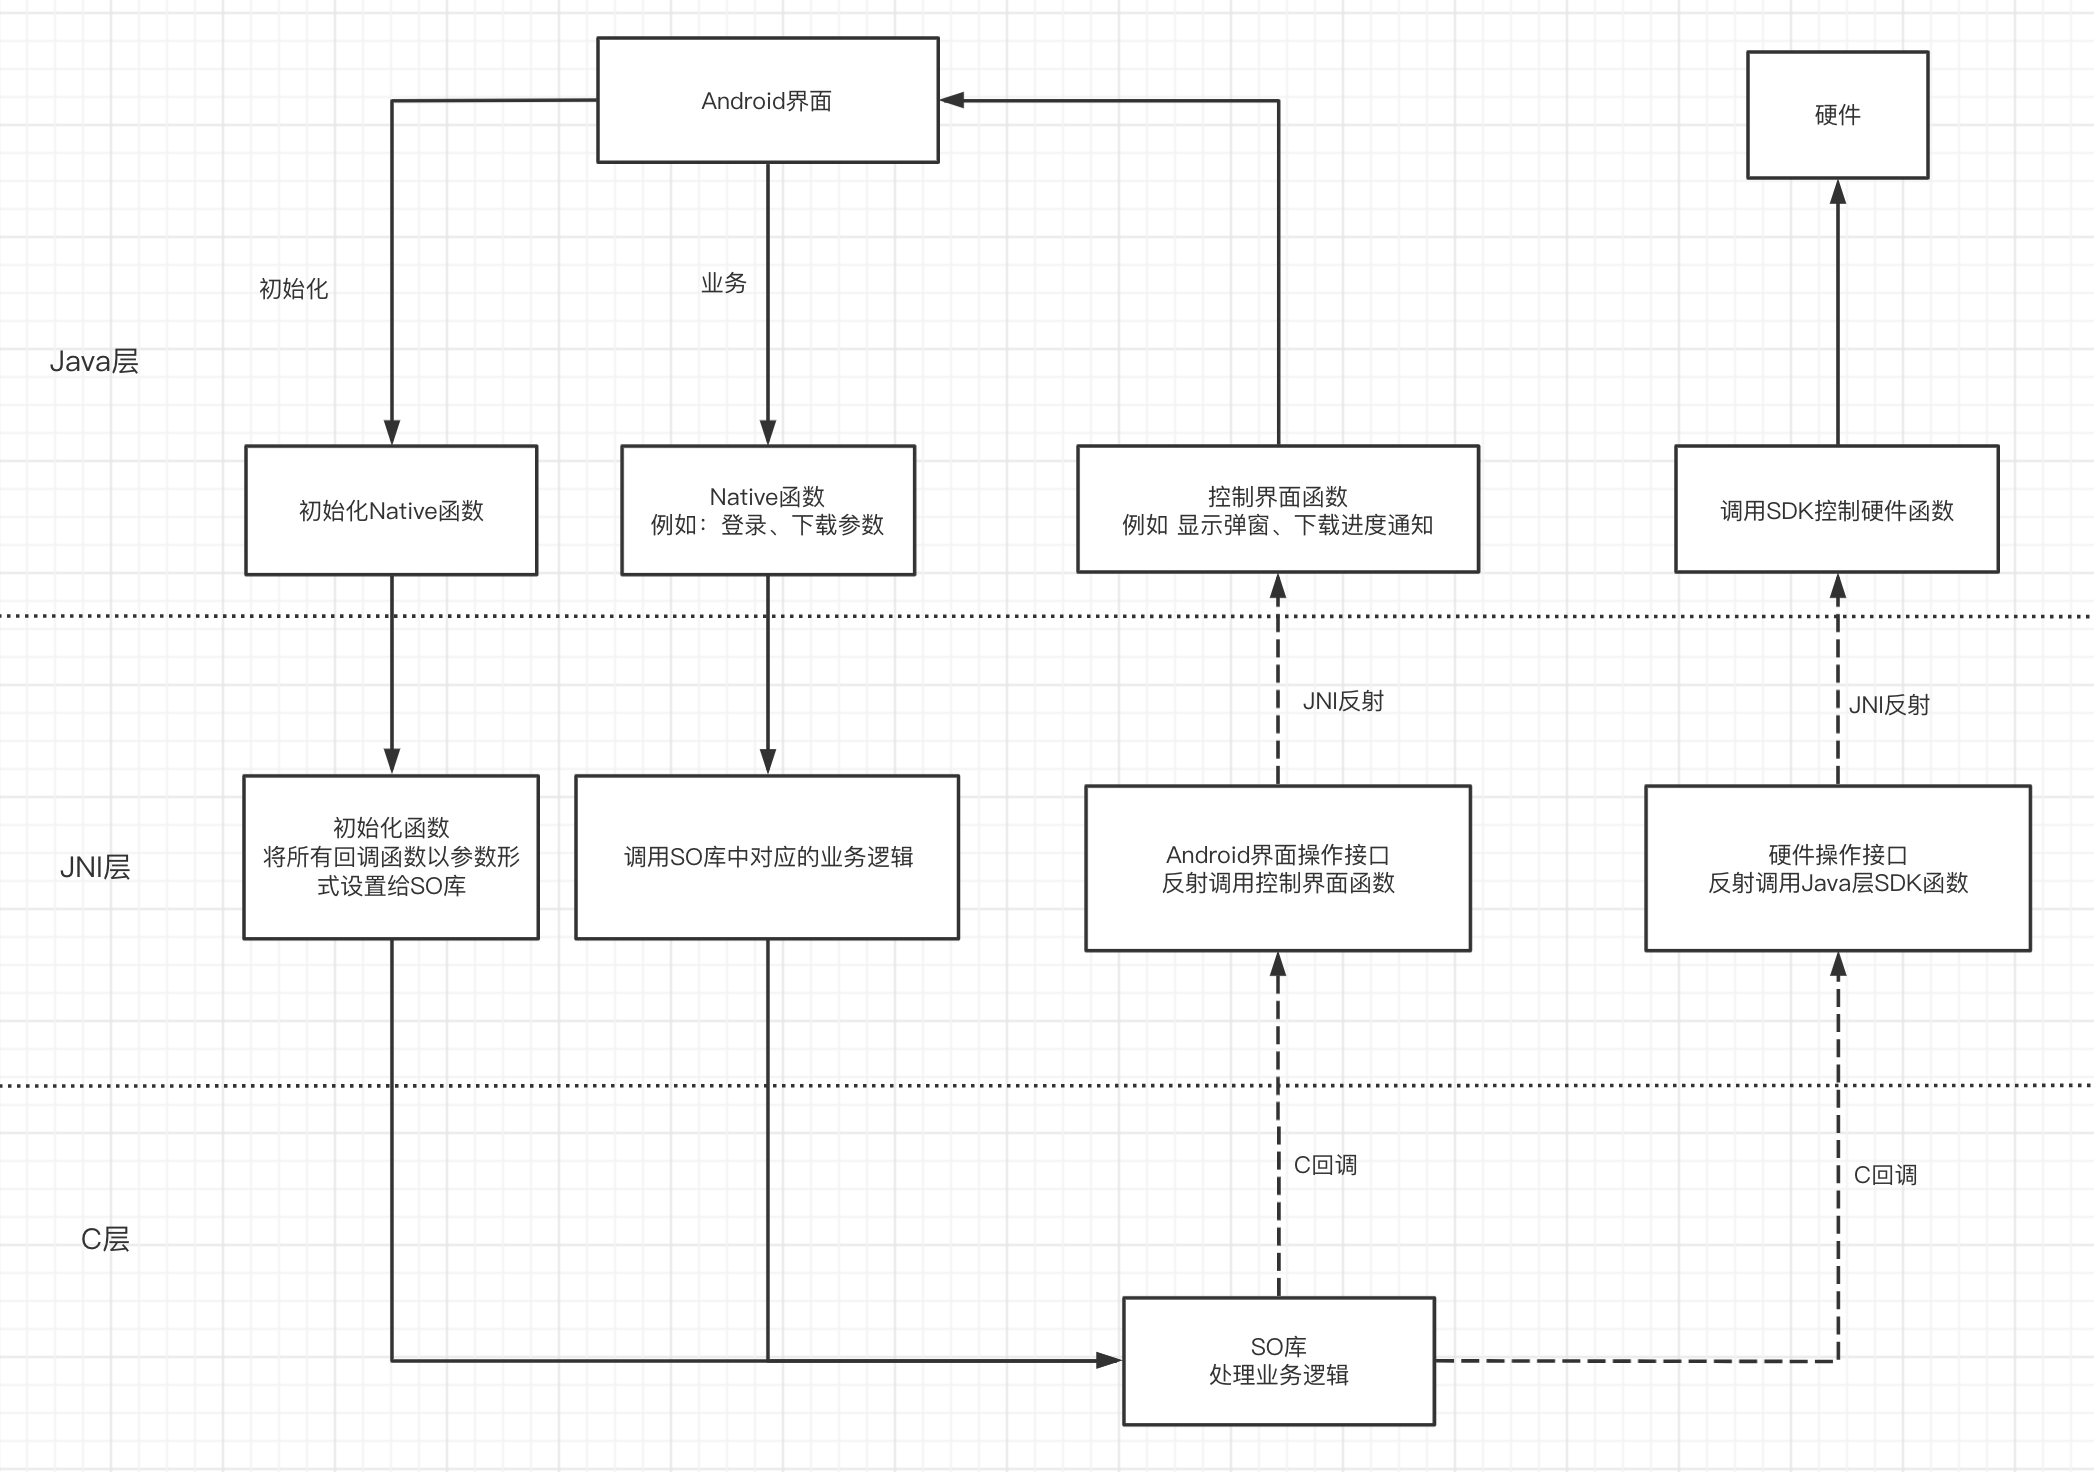 Android界面
硬件
初始化
业务
Java层
初始化Native函数
Native函数
例如：登录、下载参数
控制界面函数
例如 显示弹窗、下载进度通知
调用SDK控制硬件函数
JNI反射
JNI反射
JNI层
初始化函数
将所有回调函数以参数形
式设置给SO库
调用SO库中对应的业务逻辑
Android界面操作接口
反射调用控制界面函数
硬件操作接口
反射调用Java层SDK函数
C回调
C回调
C层
SO库
处理业务逻辑